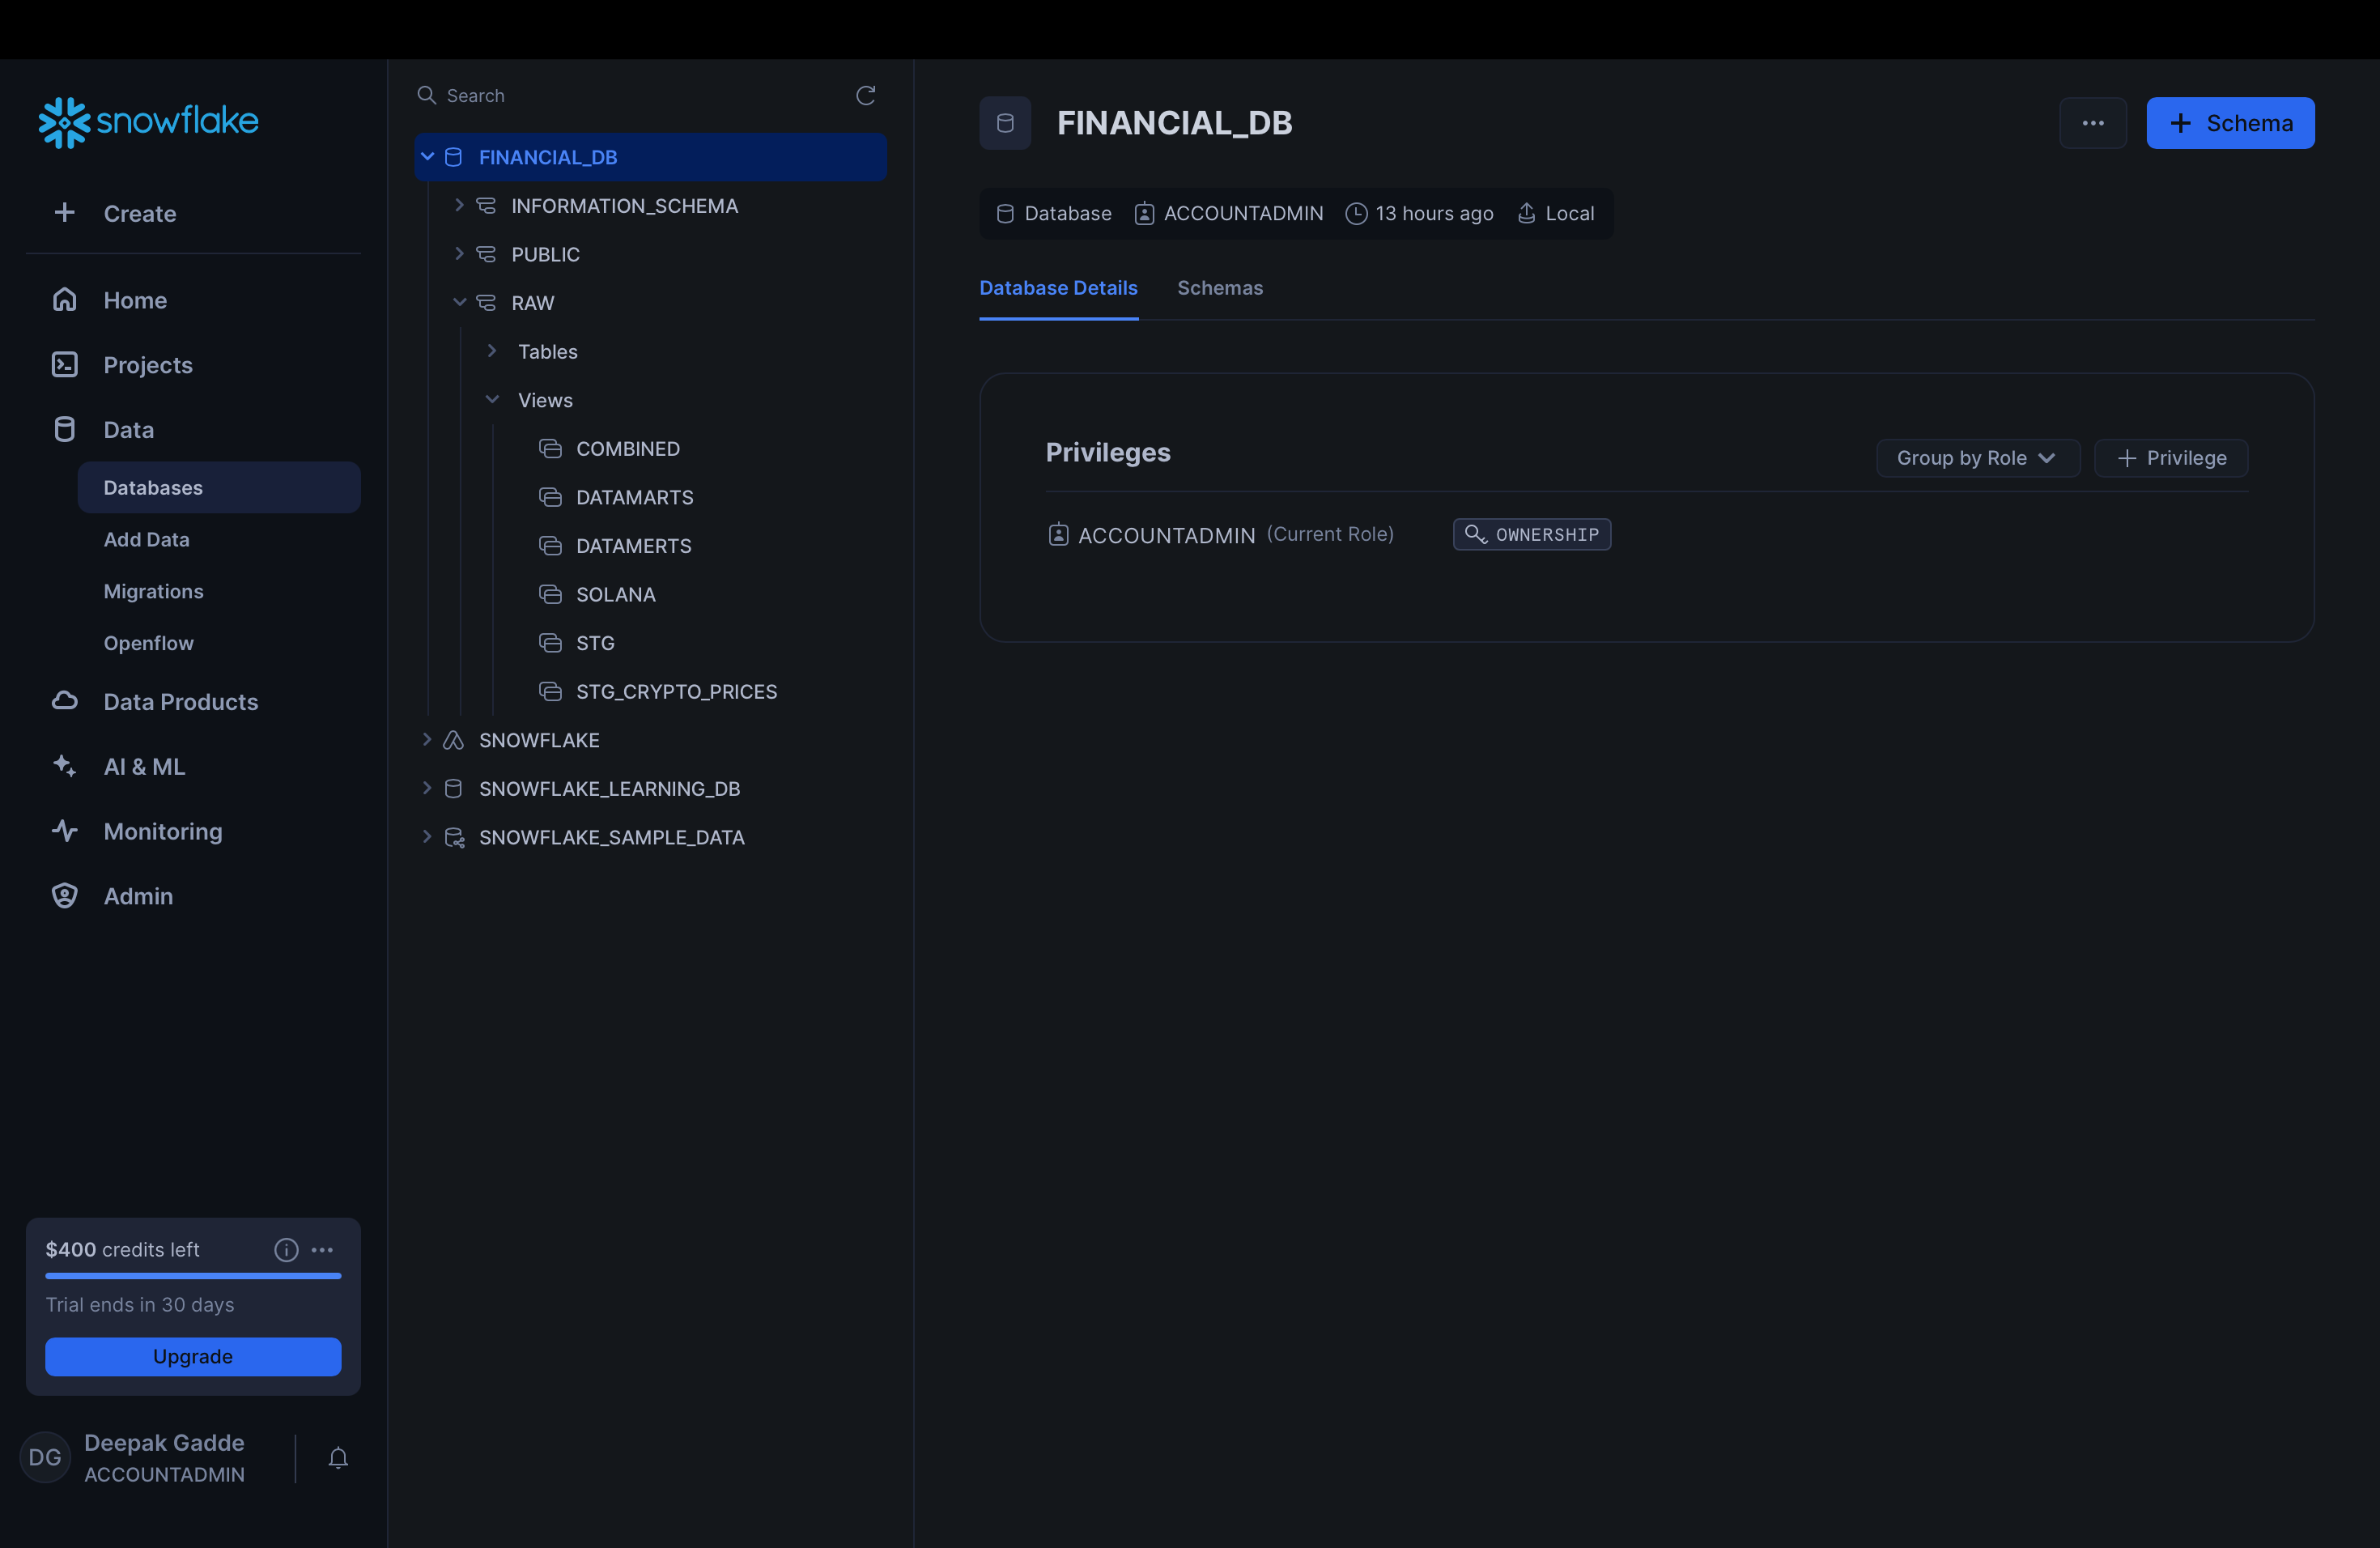 snowflake
Create
Home
Projects
Data
Databases
Add Data
Migrations
Openflow
Data Products
AI & ML
Monitoring
Admin
$400 credits left
Trial ends in 30 days
Upgrade
DG
Deepak Gadde
ACCOUNTADMIN
Search
FINANCIAL_DB
INFORMATION_SCHEMA
PUBLIC
RAW
Tables
Views
COMBINED
DATAMARTS
DATAMERTS
SOLANA
STG
STG_CRYPTO_PRICES
SNOWFLAKE
SNOWFLAKE_LEARNING_DB
SNOWFLAKE_SAMPLE_DATA
FINANCIAL_DB
... + Schema
Database ACCOUNTADMIN 13 hours ago Local
Database Details Schemas
Privileges Group by Role + Privilege
ACCOUNTADMIN (Current Role) OWNERSHIP